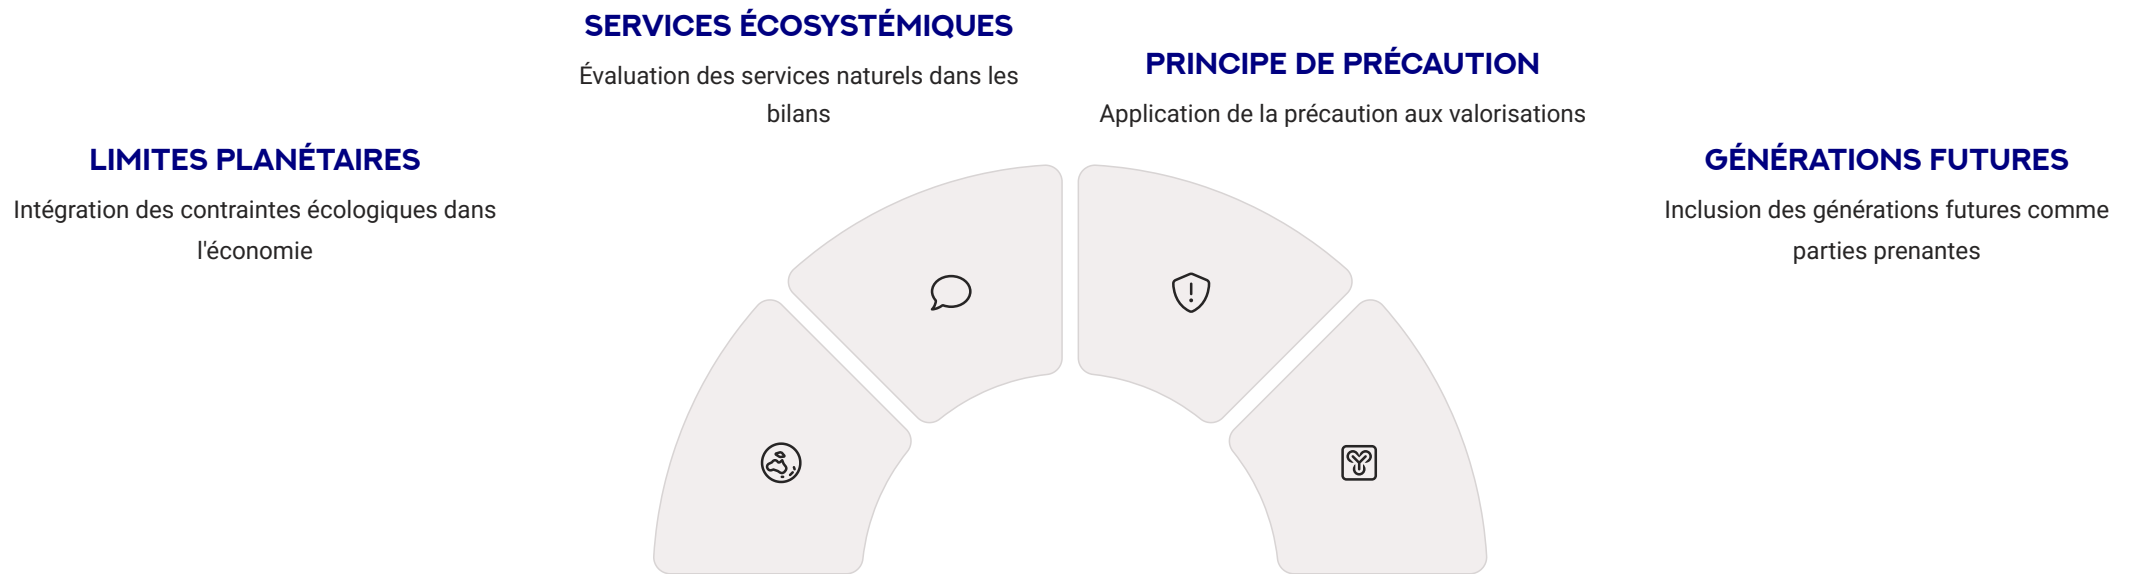 SERVICES ÉCOSYSTÉMIQUES
Évaluation des services naturels dans les
bilans
PRINCIPE DE PRÉCAUTION
Application de la précaution aux valorisations
LIMITES PLANÉTAIRES
Intégration des contraintes écologiques dans
l'économie
GÉNÉRATIONS FUTURES
Inclusion des générations futures comme
parties prenantes